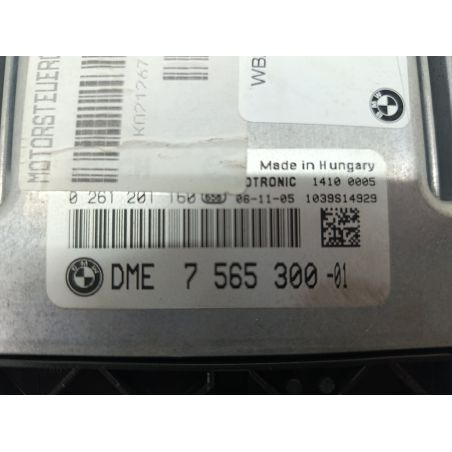 MOTORSTEUERG
WB
Made in Hungary
OTRONIC 1410 0005
0 261 201 160 06-11-05 1039S14929
DME 7 565 300 -01